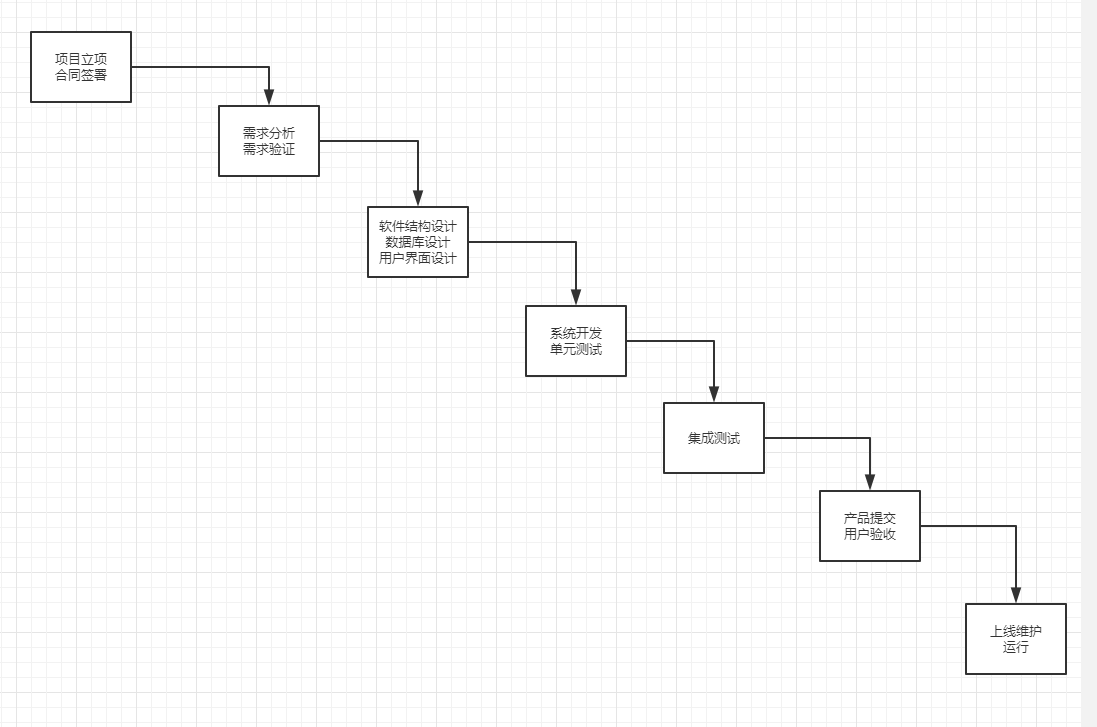 项目立项
合同签署
需求分析
需求验证
软件结构设计
数据库设计
用户界面设计
系统开发
单元测试
集成测试
产品提交
用户验收
上线维护
运行